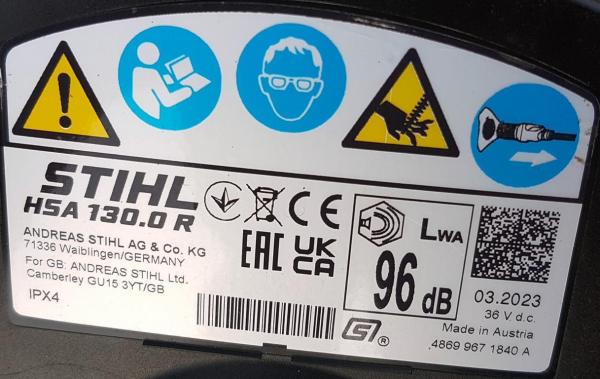 STIHL
HSA 130.0 R
ANDREAS STIHL AG & Co. KG
71336 Waiblingen/GERMANY
For GB: ANDREAS STIHL Ltd.
Camberley GU15 3YT/GB
IPX4
CE
EAC
UK
CA
LWA
96 dB
03.2023
36 V d.c.
Made in Austria
4869 967 1840 A